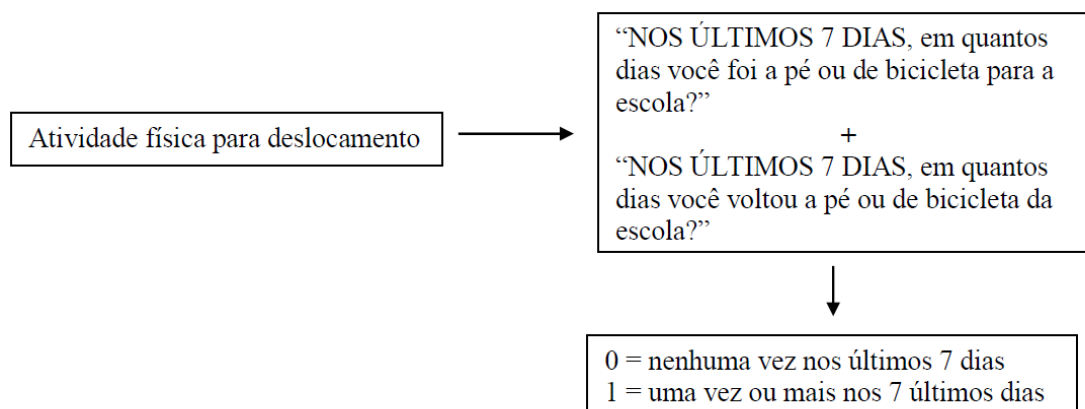 Atividade física para deslocamento
“NOS ÚLTIMOS 7 DIAS, em quantos
dias você foi a pé ou de bicicleta para a
escola?”
+
“NOS ÚLTIMOS 7 DIAS, em quantos
dias você voltou a pé ou de bicicleta da
escola?”
0 = nenhuma vez nos últimos 7 dias
1 = uma vez ou mais nos 7 últimos dias